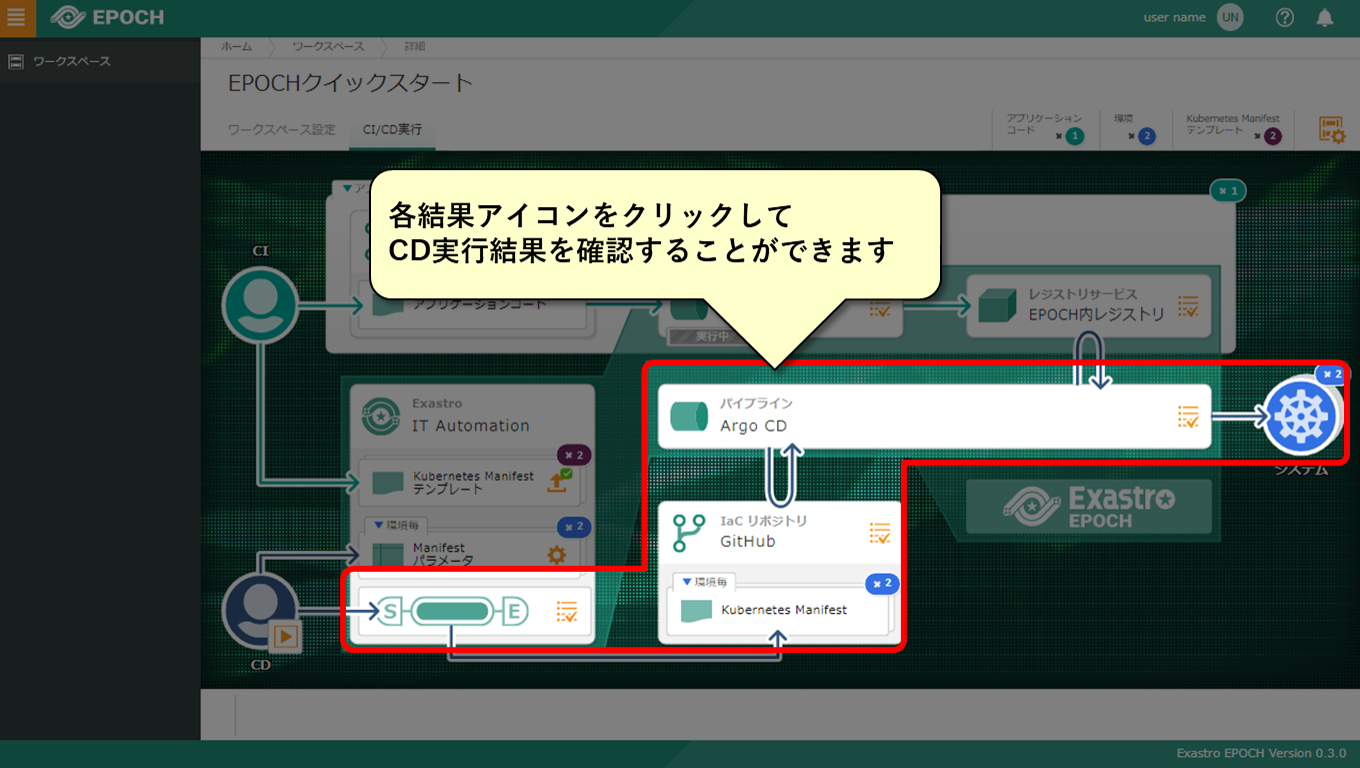 EPOCH
user name
UN
ワークスペース
ホーム
ワークスペース
詳細
EPOCHクイックスタート
ワークスペース設定
CI/CD実行
アプリケーション
コード
× 1
環境
× 2
Kubernetes Manifest
テンプレート
× 2
各結果アイコンをクリックして
CD実行結果を確認することができます
× 1
CI
アプリケーションコード
実行中
レジストリサービス
EPOCH内レジストリ
Exastro
IT Automation
パイプライン
Argo CD
× 2
システム
× 2
Kubernetes Manifest
テンプレート
▼環境毎
× 2
Manifest
パラメータ
IaC リポジトリ
GitHub
Exastro
EPOCH
▼環境毎
× 2
Kubernetes Manifest
S
E
CD
Exastro EPOCH Version 0.3.0